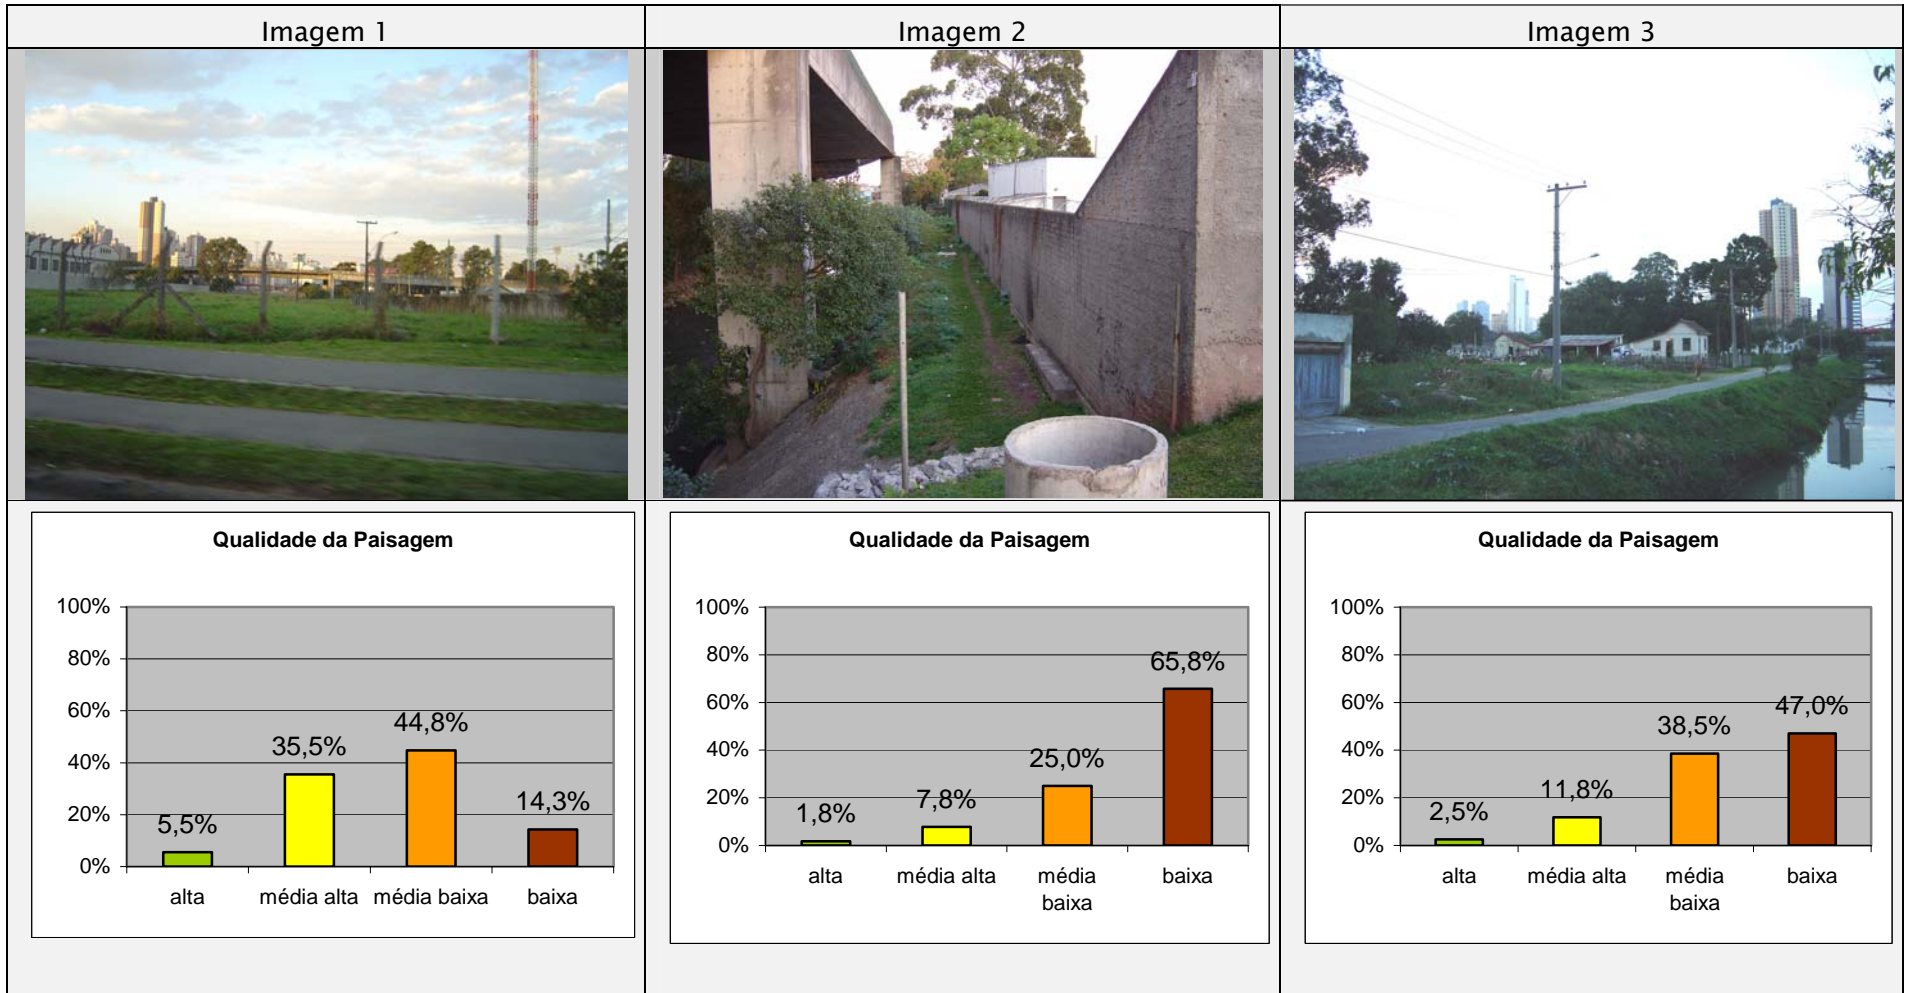 Imagem 1
Imagem 2
Imagem 3
Qualidade da Paisagem
100%
80%
60%
40%
20%
0%
5,5%
35,5%
44,8%
14,3%
alta
média alta
média baixa
baixa
Qualidade da Paisagem
100%
80%
60%
40%
20%
0%
1,8%
7,8%
25,0%
65,8%
alta
média alta
média
baixa
baixa
Qualidade da Paisagem
100%
80%
60%
40%
20%
0%
2,5%
11,8%
38,5%
47,0%
alta
média alta
média
baixa
baixa